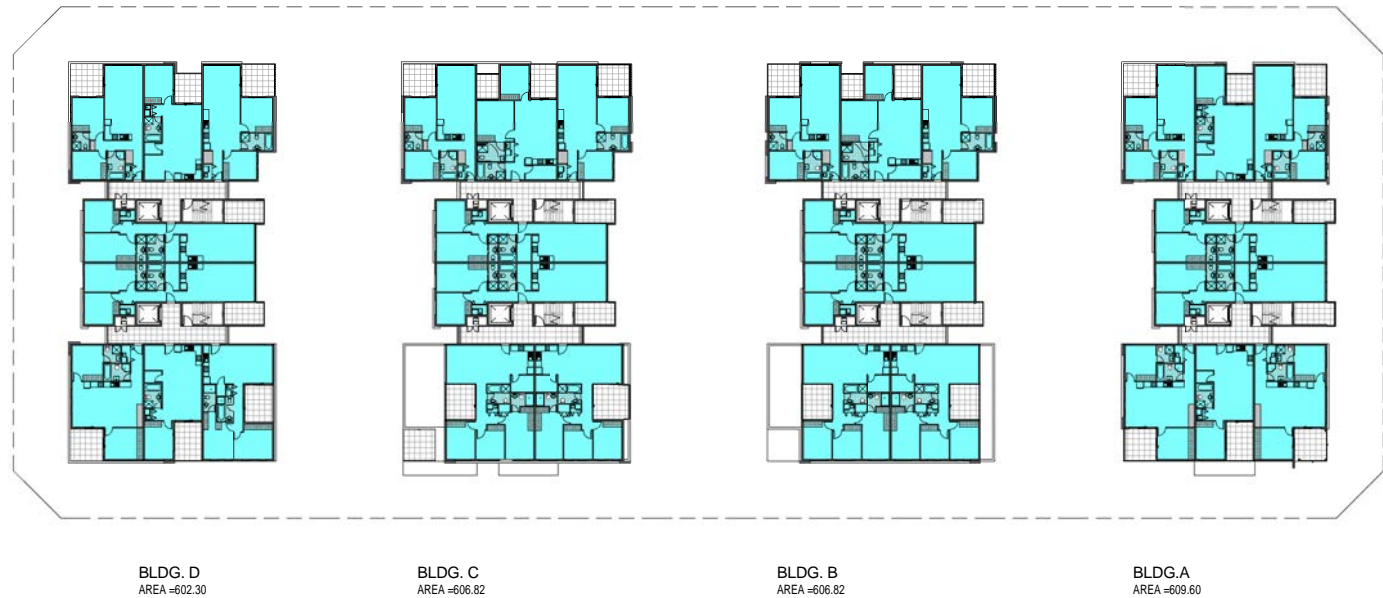 BLDG. D
AREA =602.30
BLDG. C
AREA =606.82
BLDG. B
AREA =606.82
BLDG.A
AREA =609.60